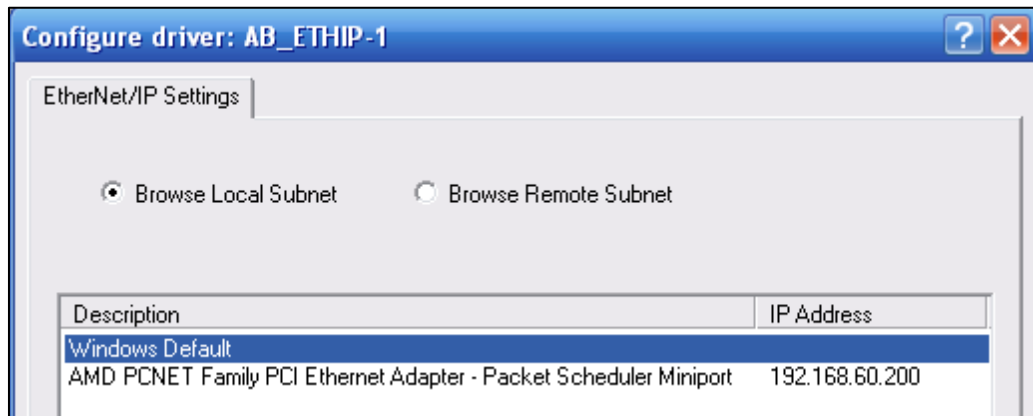 Configure driver: AB_ETHIP-1
EtherNet/IP Settings
Browse Local Subnet Browse Remote Subnet
Description IP Address
Windows Default
AMD PCNET Family PCI Ethernet Adapter - Packet Scheduler Miniport 192.168.60.200